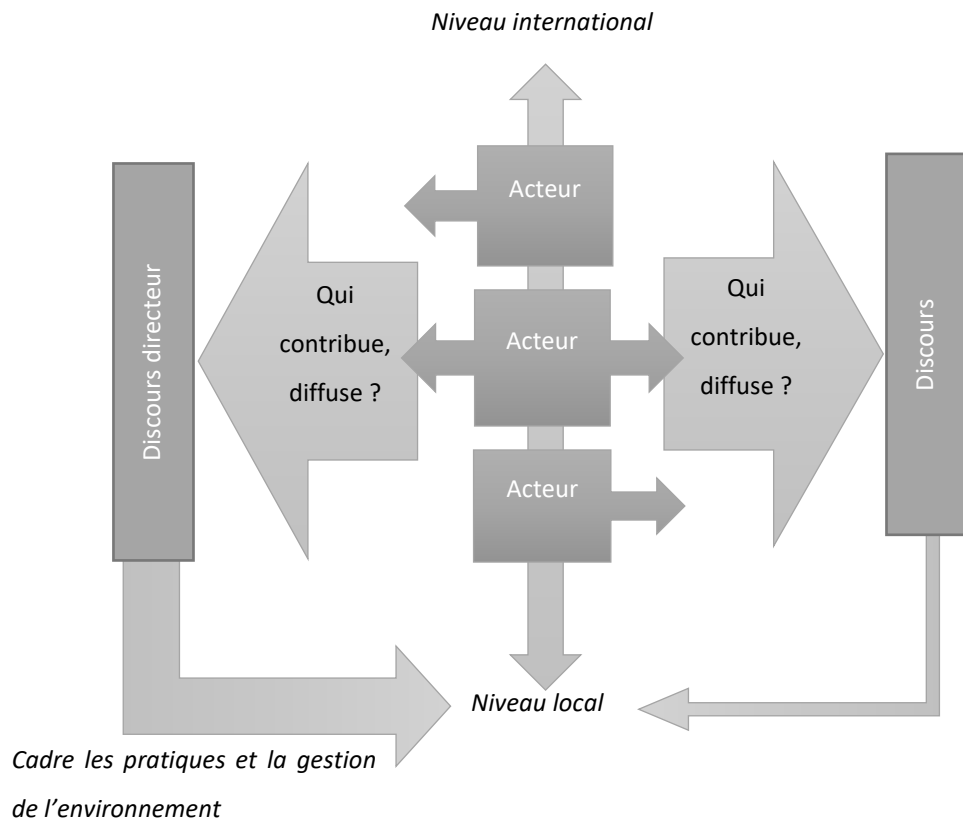 Niveau international
Discours directeur
Qui
contribue,
diffuse ?
Acteur
Acteur
Acteur
Qui
contribue,
diffuse ?
Discours
Niveau local
Cadre les pratiques et la gestion
de l’environnement